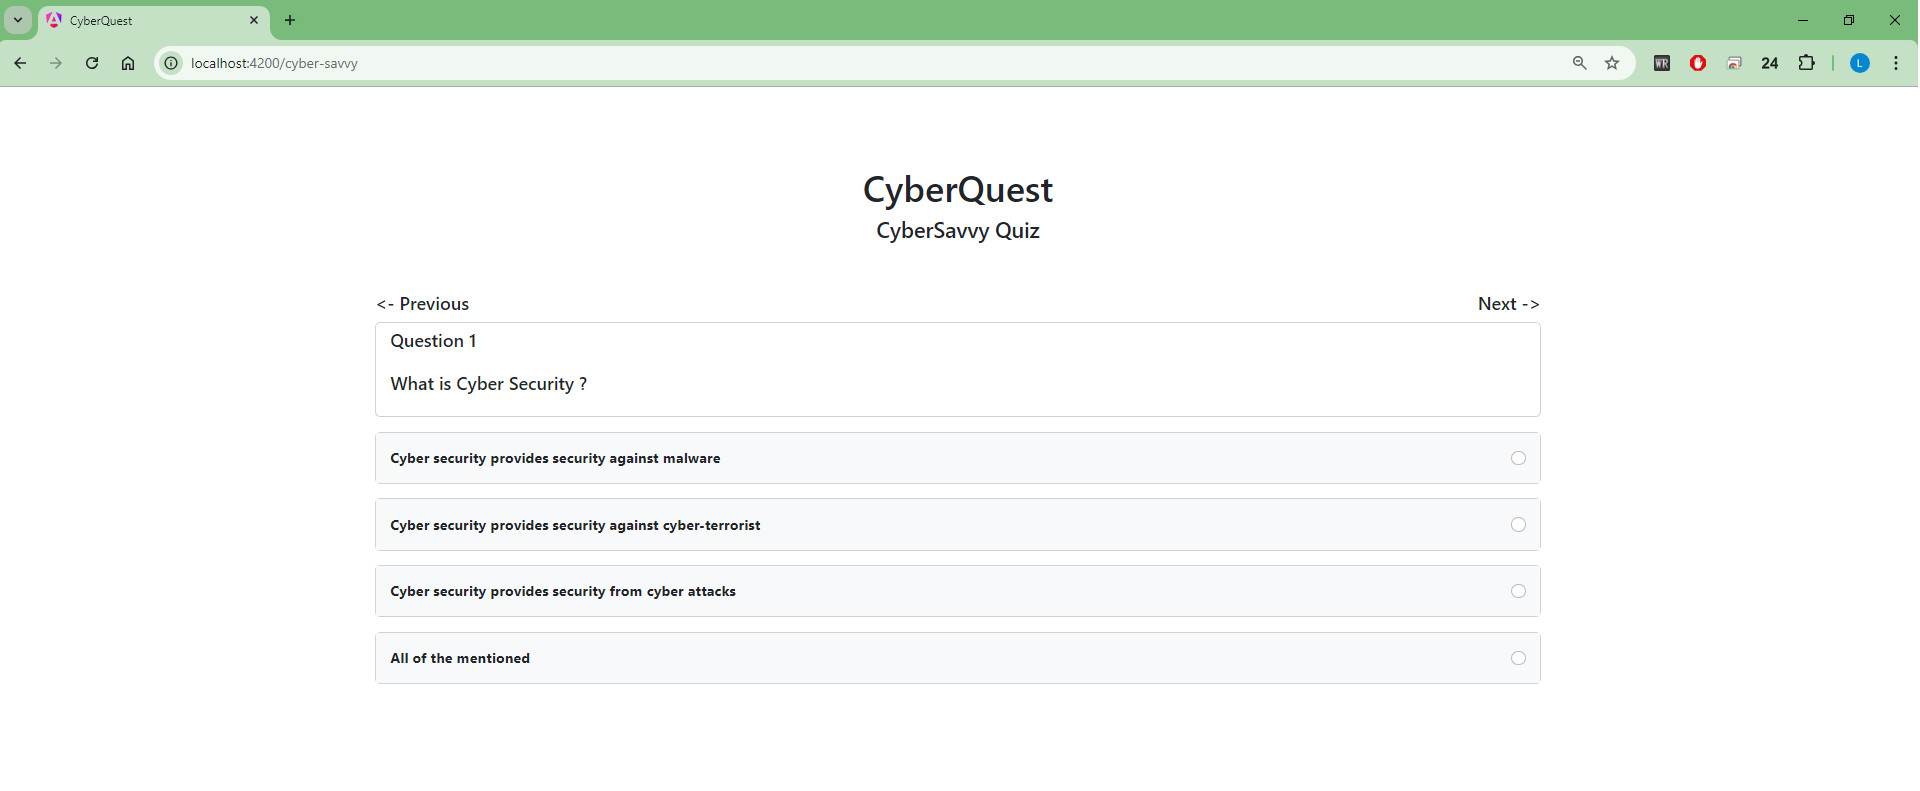 CyberQuest
localhost:4200/cyber-savvy
WR
24
L
CyberQuest
CyberSavvy Quiz
<- Previous
Next ->
Question 1
What is Cyber Security ?
Cyber security provides security against malware
Cyber security provides security against cyber-terrorist
Cyber security provides security from cyber attacks
All of the mentioned